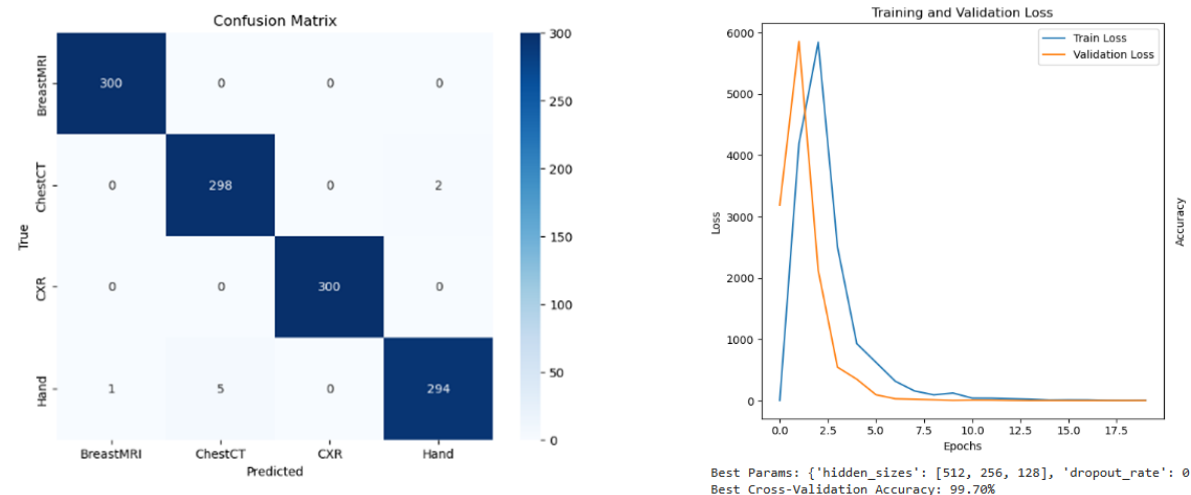 Confusion Matrix
BreastMRI
ChestCT
CXR
Hand
True
300 0 0 0
0 298 0 2
0 0 300 0
1 5 0 294
BreastMRI ChestCT CXR Hand
Predicted
300
250
200
150
100
50
0
Training and Validation Loss
Train Loss
Validation Loss
6000
5000
4000
3000
2000
1000
0
Loss
0.0 2.5 5.0 7.5 10.0 12.5 15.0 17.5
Epochs
Accuracy
Best Params: {'hidden_sizes': [512, 256, 128], 'dropout_rate': 0
Best Cross-Validation Accuracy: 99.70%